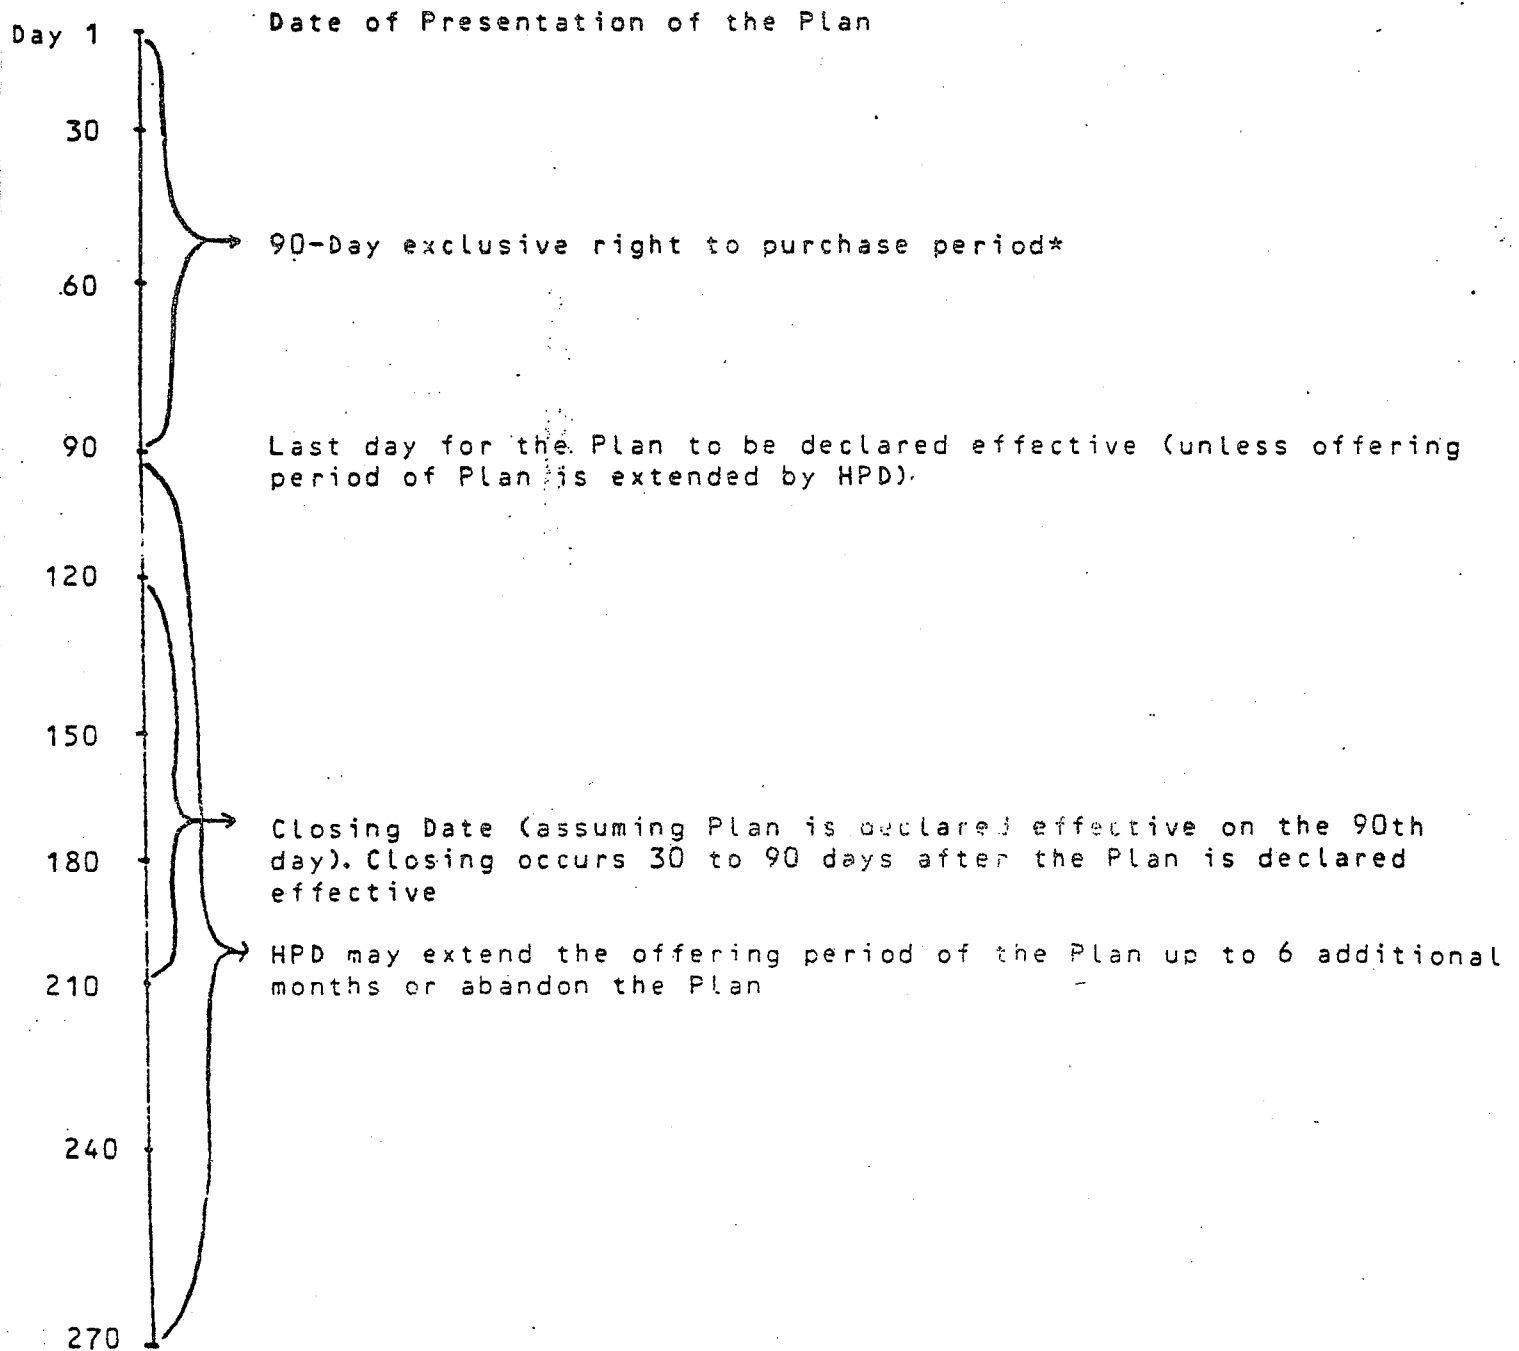 Day 1
Date of Presentation of the Plan
30
90-Day exclusive right to purchase period*
60
90
Last day for the Plan to be declared effective (unless offering
period of Plan is extended by HPD).
120
150
Closing Date (assuming Plan is declared effective on the 90th
180
day). Closing occurs 30 to 90 days after the Plan is declared
effective
HPD may extend the offering period of the Plan up to 6 additional
210
months or abandon the Plan
240
270